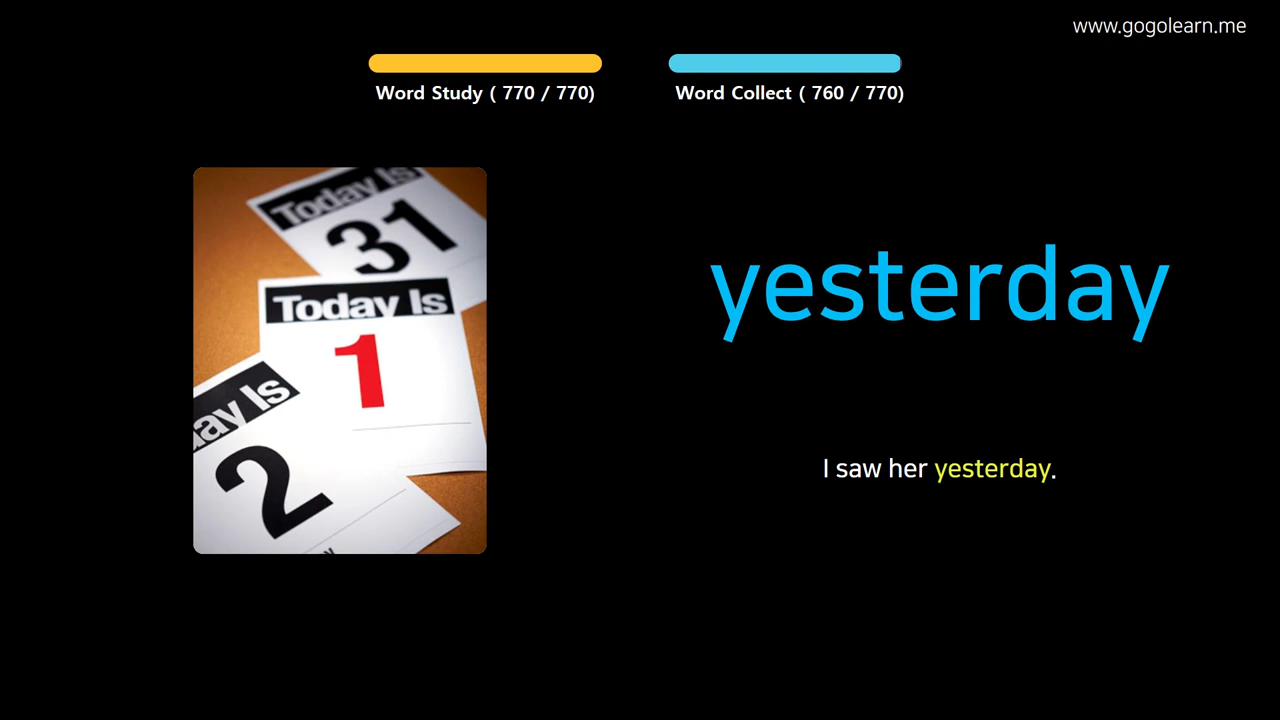 www.gogolearn.me
Word Study ( 770 / 770)
Word Collect ( 760 / 770)
Today Is
31
Today Is
1
ay Is
2
yesterday
I saw her yesterday.